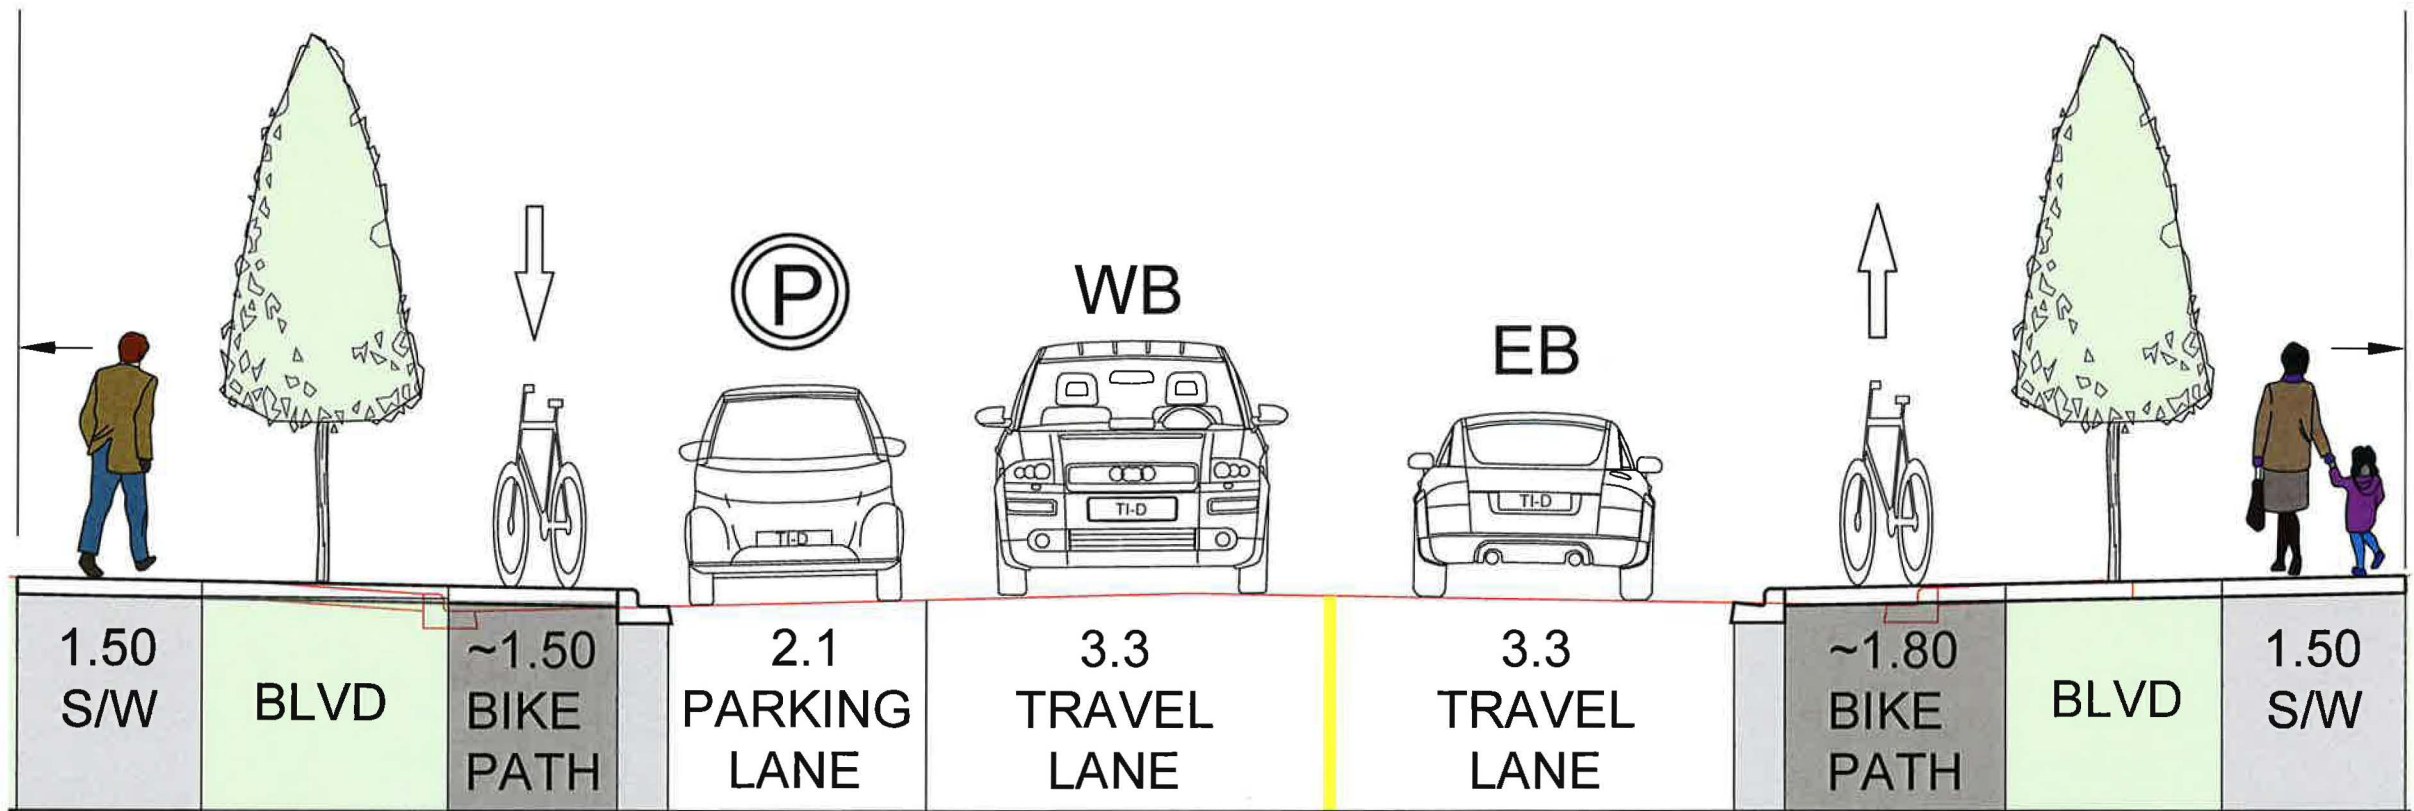 P
WB
EB
TI-D
TI-D
TI-D
1.50
S/W
BLVD
~1.50
BIKE
PATH
2.1
PARKING
LANE
3.3
TRAVEL
LANE
3.3
TRAVEL
LANE
~1.80
BIKE
PATH
BLVD
1.50
S/W